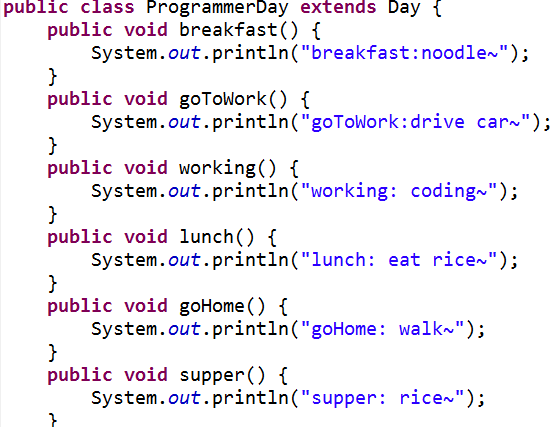 public class ProgrammerDay extends Day {
    public void breakfast() {
        System.out.println("breakfast:noodle~");
    }
    public void goToWork() {
        System.out.println("goToWork:drive car~");
    }
    public void working() {
        System.out.println("working: coding~");
    }
    public void lunch() {
        System.out.println("lunch: eat rice~");
    }
    public void goHome() {
        System.out.println("goHome: walk~");
    }
    public void supper() {
        System.out.println("supper: rice~");
    }